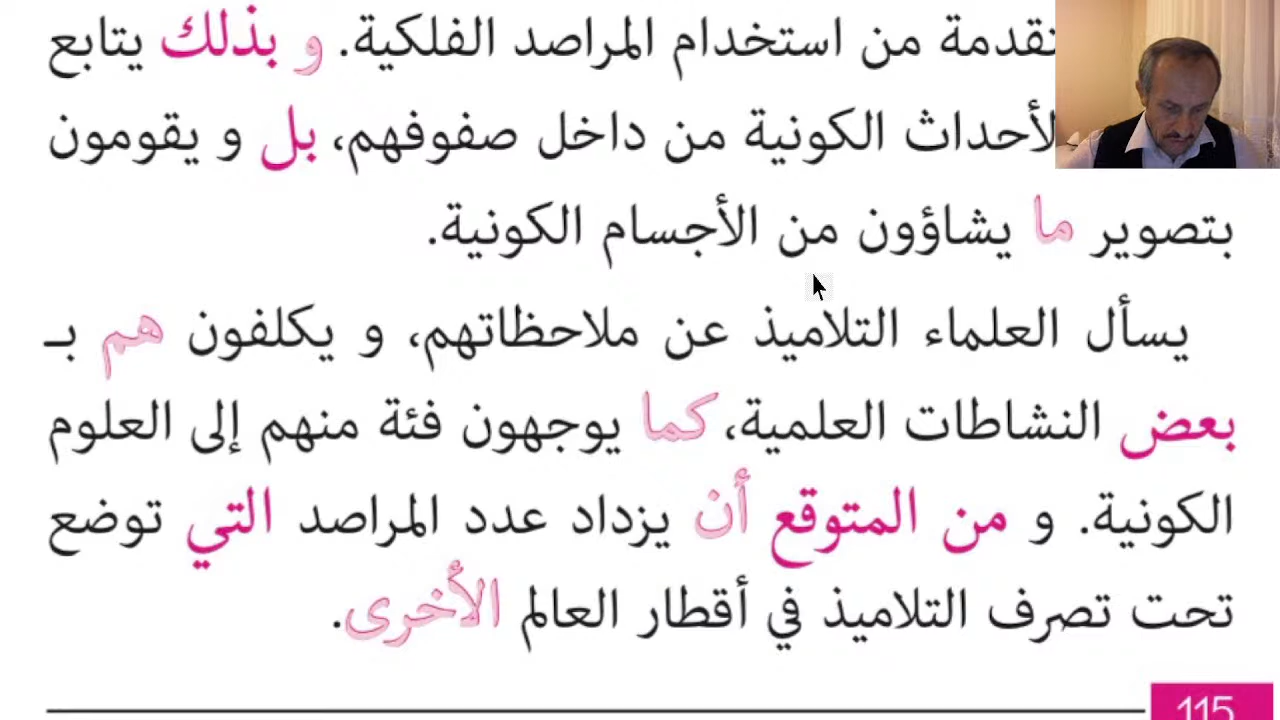 تقدمة من استخدام المراصد الفلكية. و بذلك يتابع
لأحداث الكونية من داخل صفوفهم، بل و يقومون
بتصوير ما يشاؤون من الأجسام الكونية.
يسأل العلماء التلاميذ عن ملاحظاتهم، و يكلفون هم بـ
بعض النشاطات العلمية، كما يوجهون فئة منهم إلى العلوم
الكونية. و من المتوقع أن يزداد عدد المراصد التي توضع
تحت تصرف التلاميذ في أقطار العالم الأخرى.
115